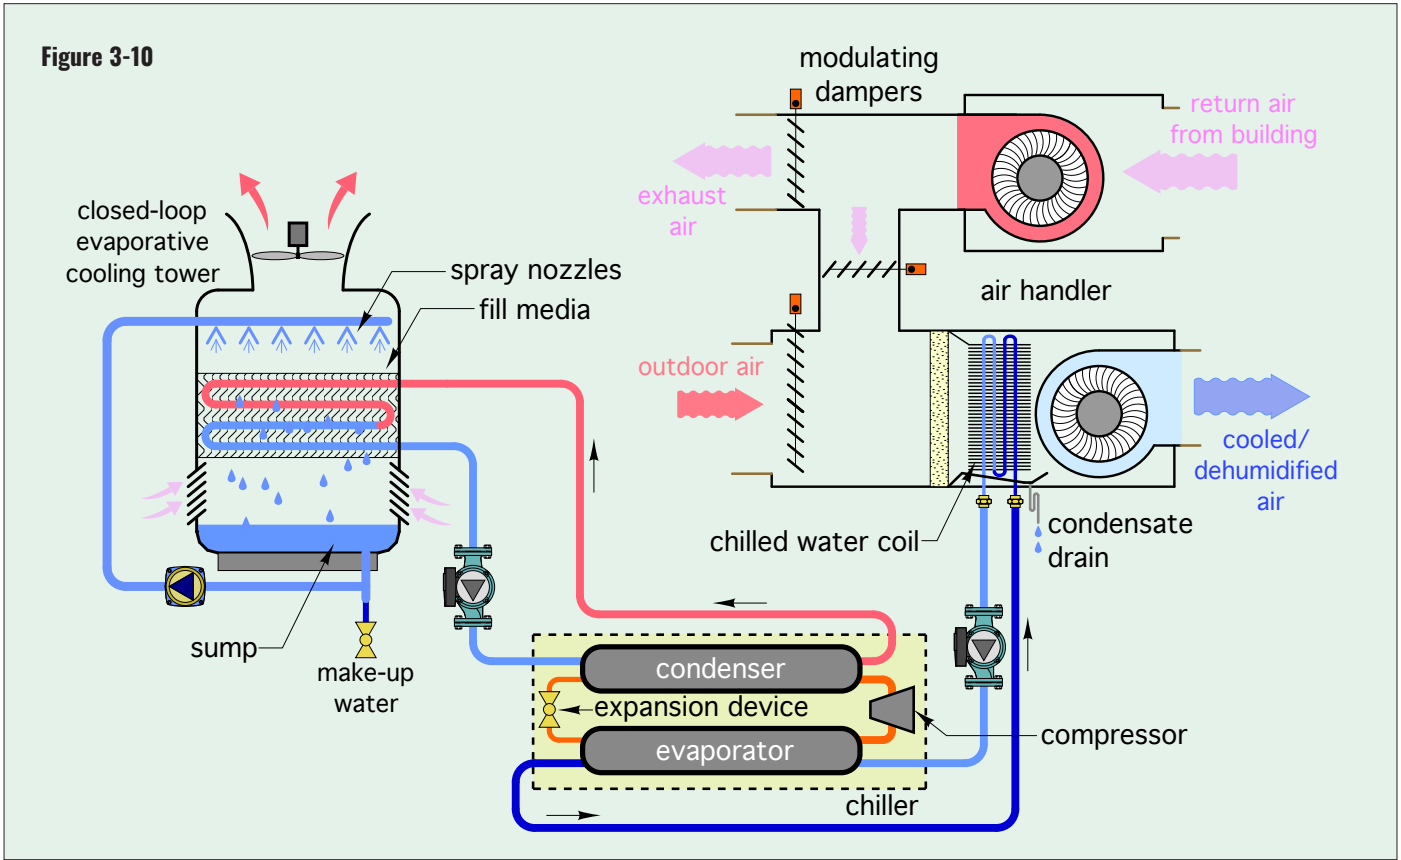 Figure 3-10
modulating
dampers
return air
from building
exhaust
air
closed-loop
evaporative
cooling tower
spray nozzles
fill media
air handler
outdoor air
cooled/
dehumidified
air
chilled water coil
condensate
drain
sump
make-up
water
condenser
expansion device
evaporator
compressor
chiller